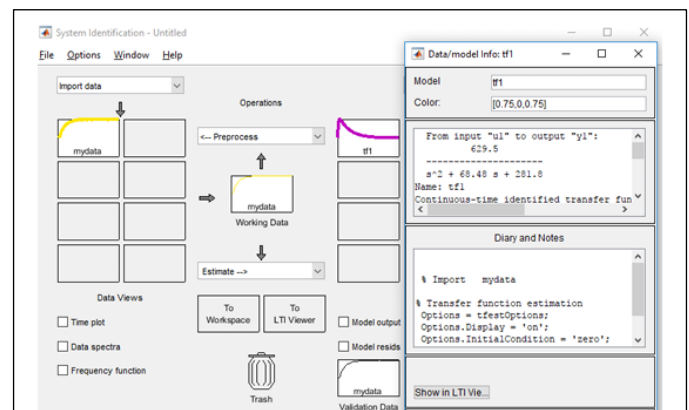 System Identification - Untitled
File Options Window Help
Import data
Operations
<-- Preprocess
mydata
mydata
Working Data
Estimate -->
Data Views
Time plot
Data spectra
Frequency function
To Workspace
To LTI Viewer
Trash
tf1
Model output
Model resids
mydata
Validation Data
Data/model Info: tf1
Model tf1
Color: [0.75,0,0.75]
From input "u1" to output "y1":
629.5
----------------------
s^2 + 68.48 s + 281.8
Name: tf1
Continuous-time identified transfer fun
Diary and Notes
% Import mydata
% Transfer function estimation
Options = tfestOptions;
Options.Display = 'on';
Options.InitialCondition = 'zero';
Show in LTI Vie...